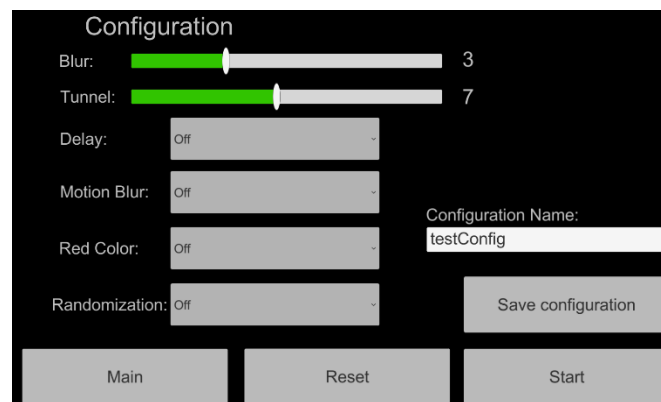 Configuration
Blur: 3
Tunnel: 7
Delay: Off
Motion Blur: Off
Configuration Name:
testConfig
Red Color: Off
Randomization: Off
Save configuration
Main Reset Start